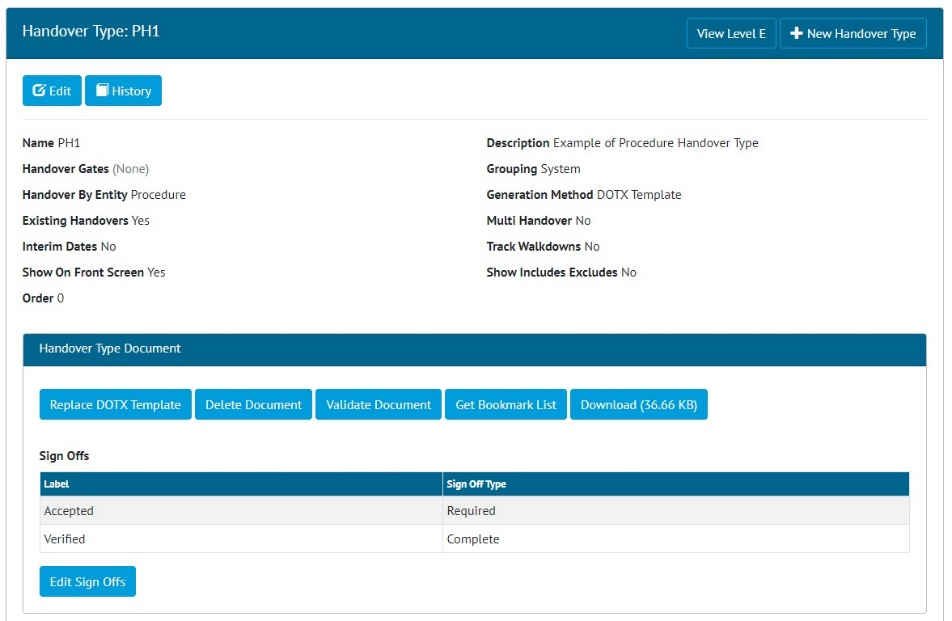 Handover Type: PH1
View Level E
New Handover Type
Edit
History
Name PH1
Description Example of Procedure Handover Type
Handover Gates (None)
Grouping System
Handover By Entity Procedure
Generation Method DOTX Template
Existing Handovers Yes
Multi Handover No
Interim Dates No
Track Walkdowns No
Show On Front Screen Yes
Show Includes Excludes No
Order 0
Handover Type Document
Replace DOTX Template
Delete Document
Validate Document
Get Bookmark List
Download (36.66 KB)
Sign Offs
Label
Sign Off Type
Accepted
Required
Verified
Complete
Edit Sign Offs